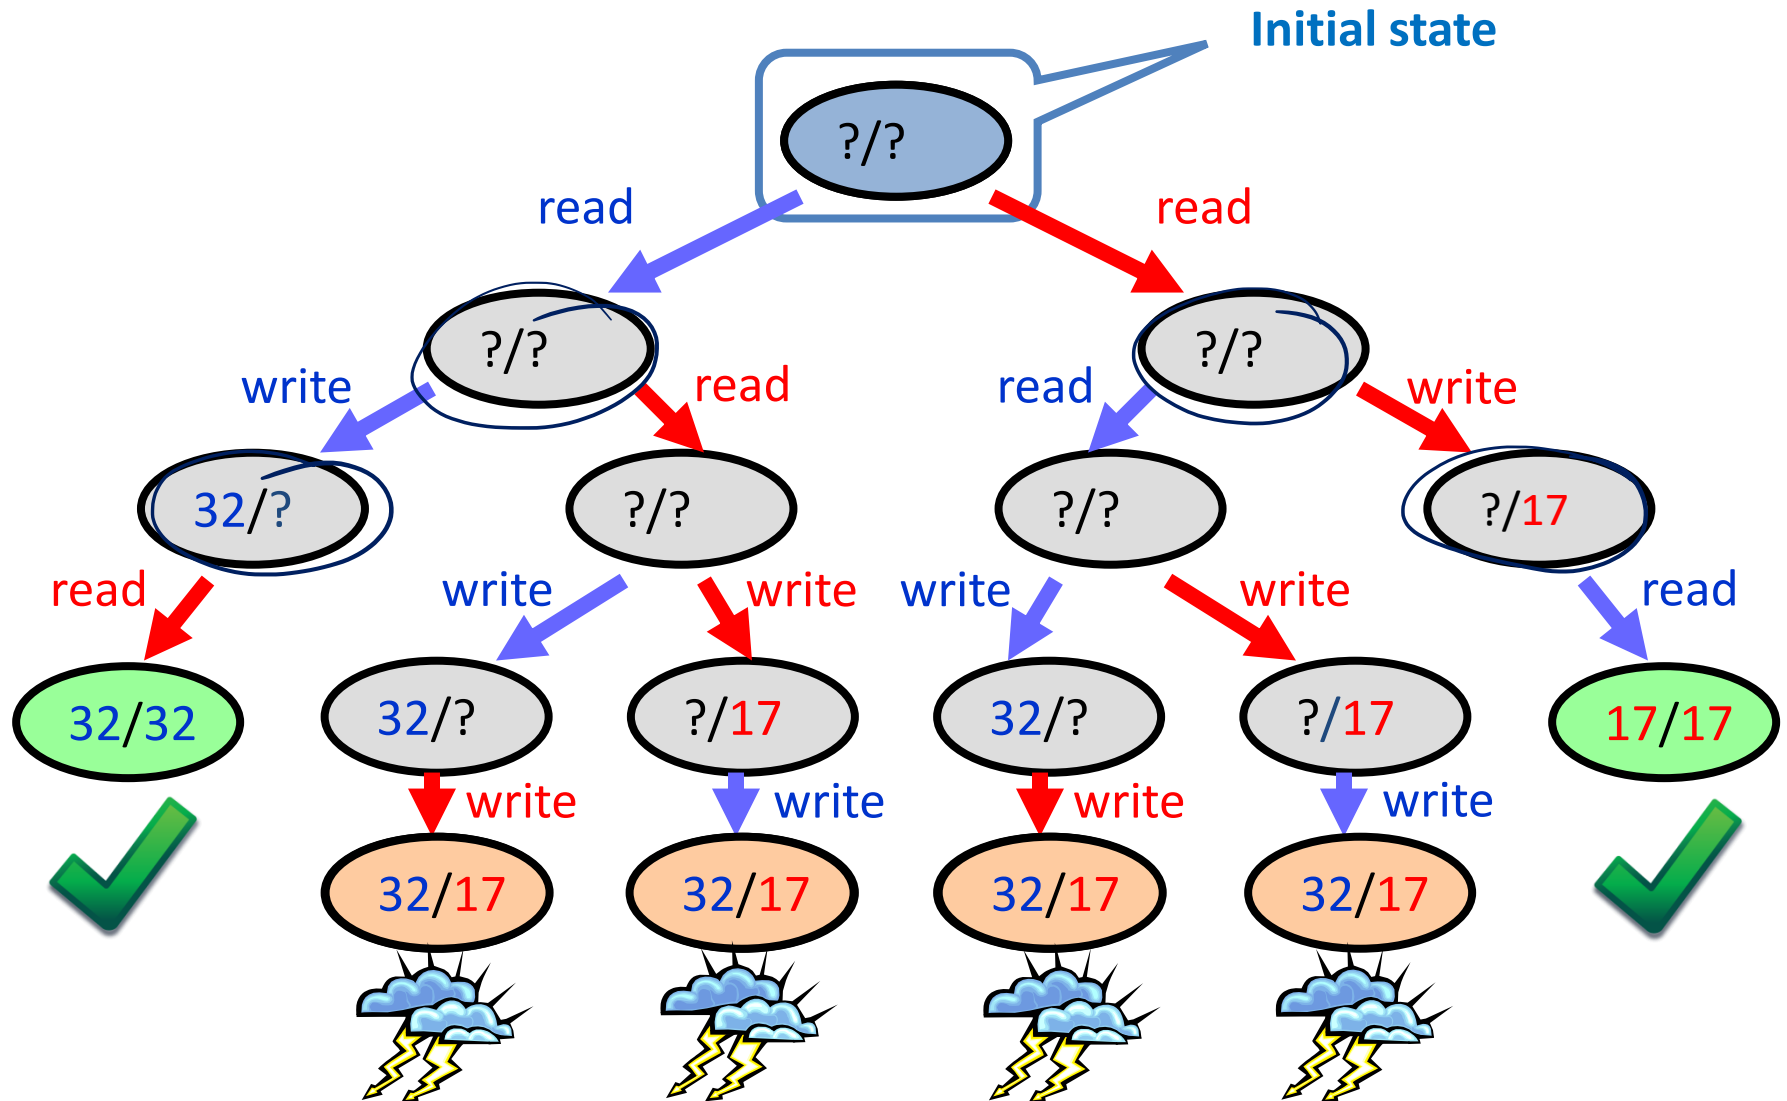 Initial state
?/?
read
read
?/?
?/?
write
read
read
write
32/?
?/?
?/?
?/17
read
write
write
write
write
read
32/32
32/?
?/17
32/?
?/17
17/17
write
write
write
write
32/17
32/17
32/17
32/17